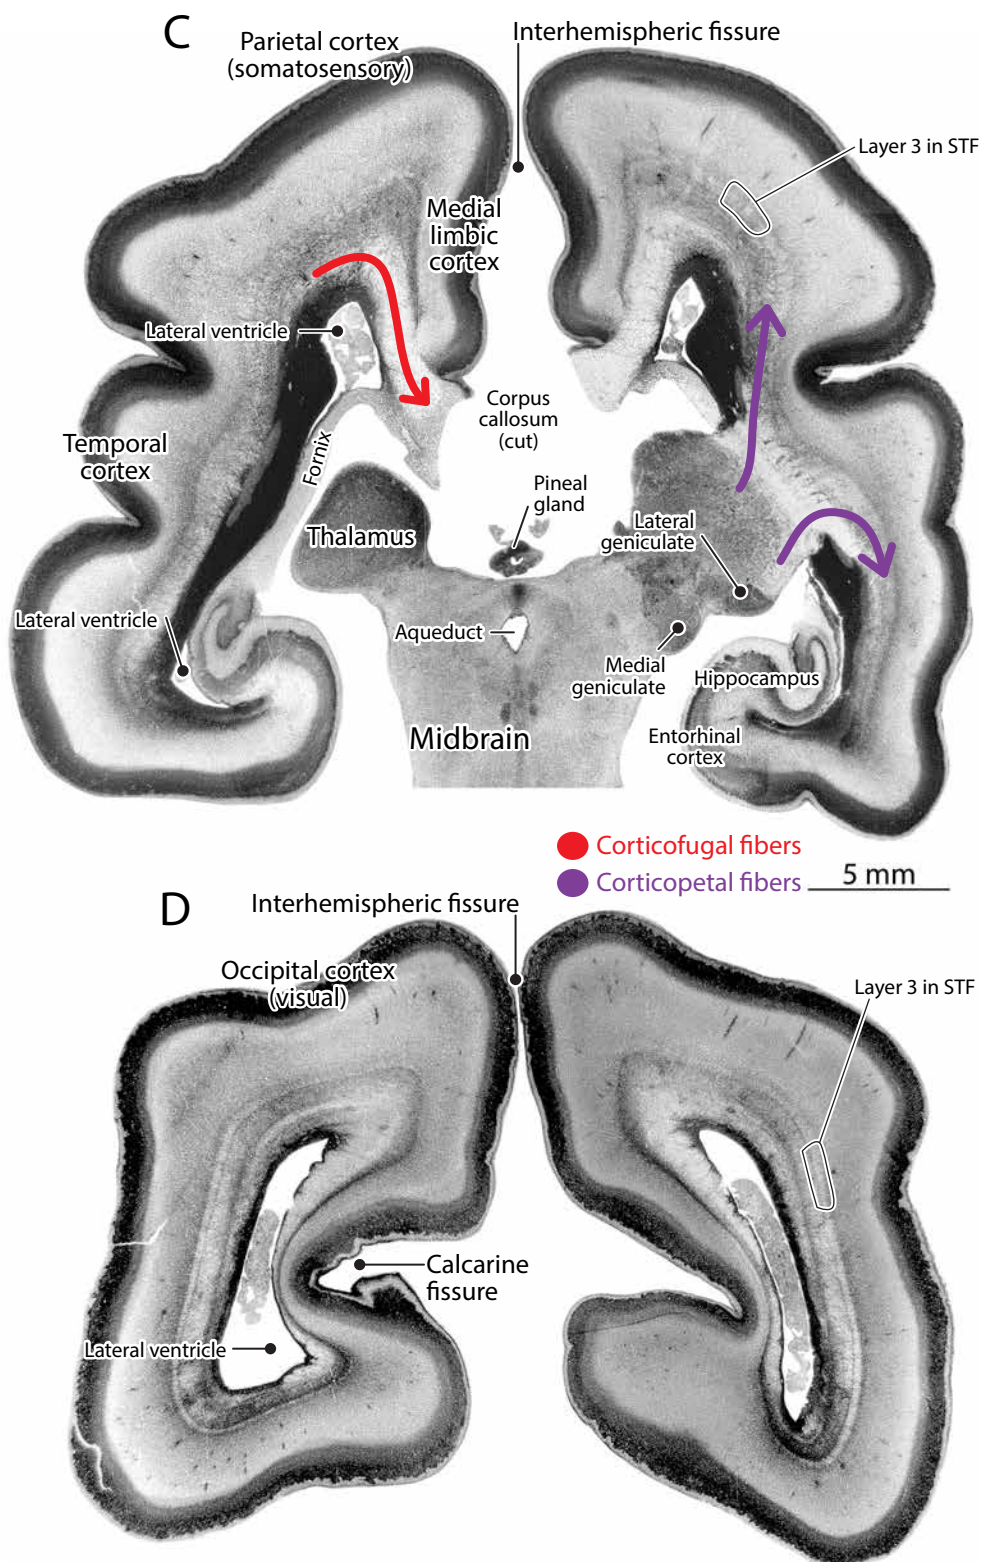 C
Parietal cortex
(somatosensory)
Interhemispheric fissure
Layer 3 in STF
Medial
limbic
cortex
Lateral ventricle
Corpus
callosum
(cut)
Temporal
cortex
Fornix
Pineal
gland
Thalamus
Lateral
geniculate
Lateral ventricle
Aqueduct
Medial
geniculate
Hippocampus
Midbrain
Entorhinal
cortex
Corticofugal fibers
Corticopetal fibers
5 mm
D
Interhemispheric fissure
Occipital cortex
(visual)
Layer 3 in STF
Calcarine
fissure
Lateral ventricle